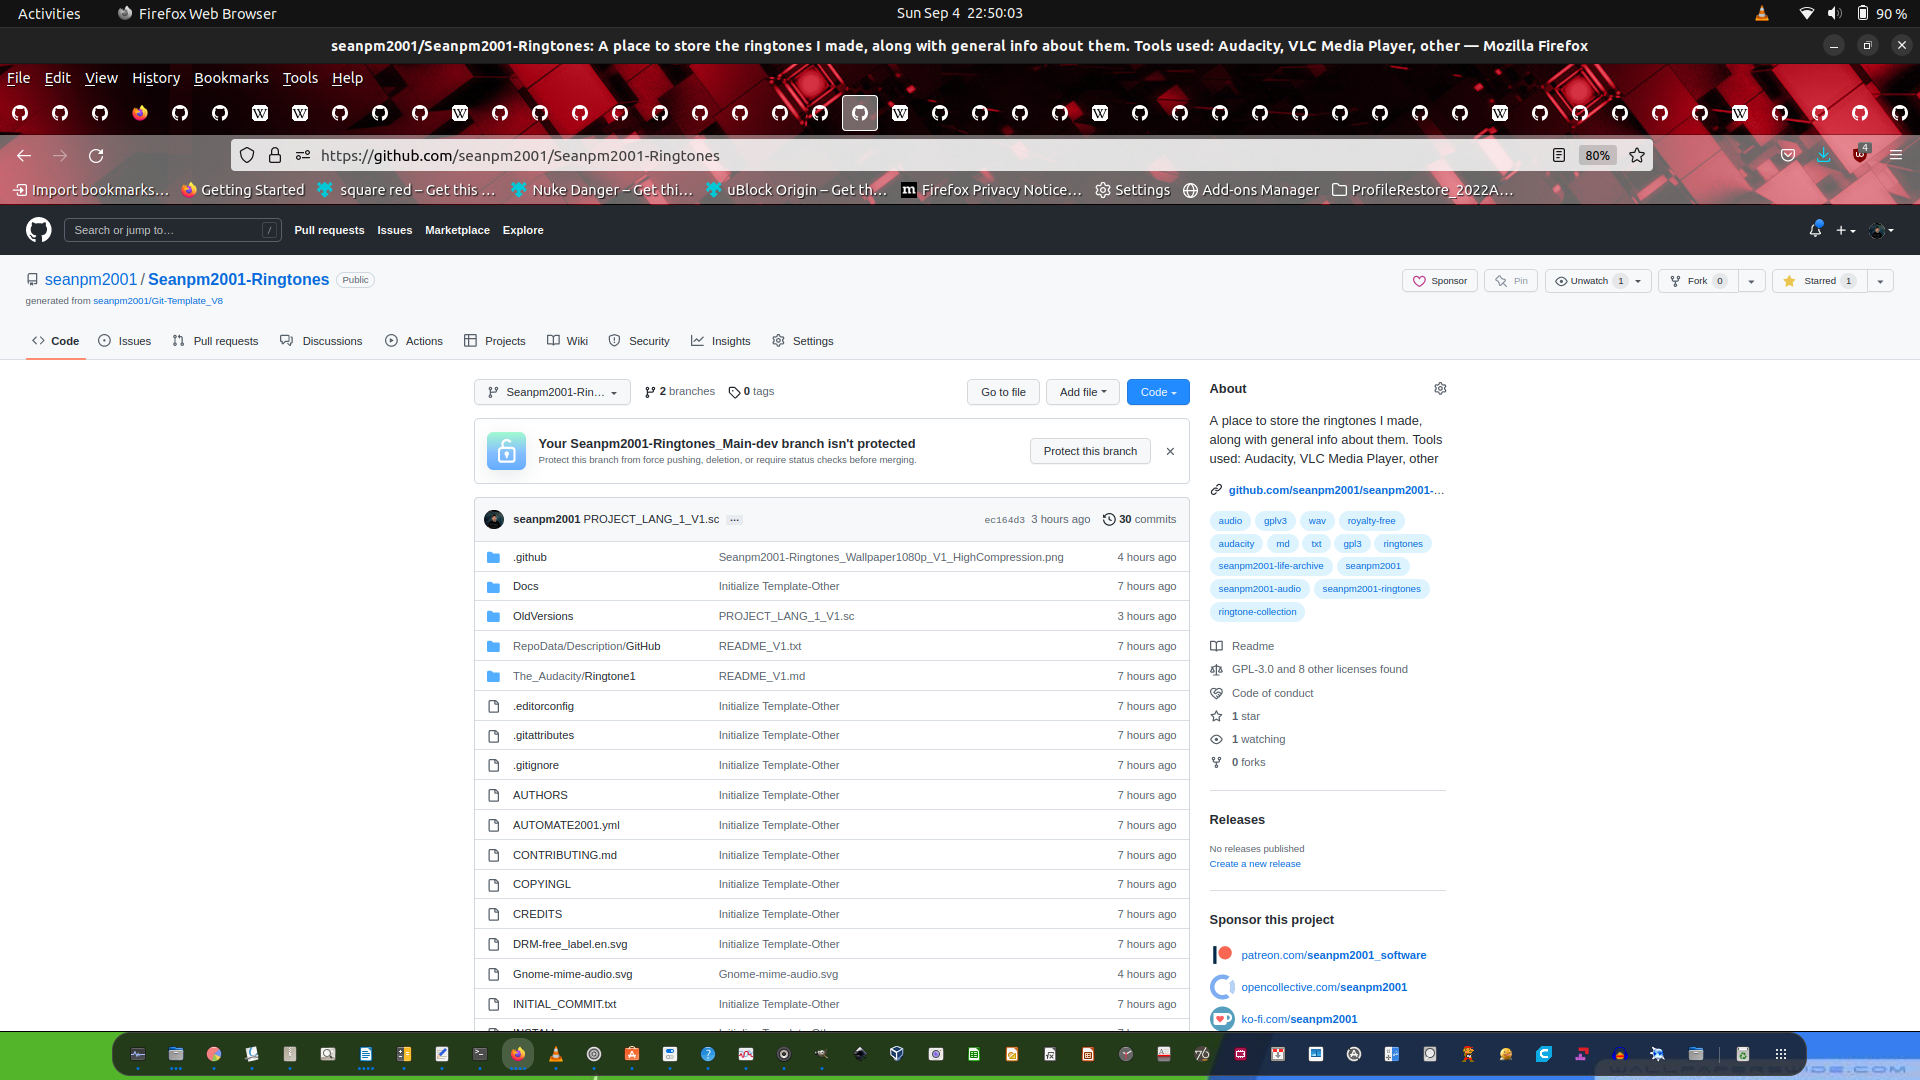 Activities
Firefox Web Browser
Sun Sep 4 22:50:03
90 %
seanpm2001/Seanpm2001-Ringtones: A place to store the ringtones I made, along with general info about them. Tools used: Audacity, VLC Media Player, other — Mozilla Firefox
File Edit View History Bookmarks Tools Help
https://github.com/seanpm2001/Seanpm2001-Ringtones
80%
4
Import bookmarks…
Getting Started
square red – Get this …
Nuke Danger – Get thi…
uBlock Origin – Get th…
Firefox Privacy Notice…
Settings
Add-ons Manager
ProfileRestore_2022A…
Search or jump to…
/
Pull requests Issues Marketplace Explore
seanpm2001 / Seanpm2001-Ringtones
Public
generated from seanpm2001/Git-Template_V8
Sponsor
Pin
Unwatch 1
Fork 0
Starred 1
Code
Issues
Pull requests
Discussions
Actions
Projects
Wiki
Security
Insights
Settings
Seanpm2001-Rin…
2 branches
0 tags
Go to file
Add file
Code
Your Seanpm2001-Ringtones_Main-dev branch isn't protected
Protect this branch from force pushing, deletion, or require status checks before merging.
Protect this branch
seanpm2001 PROJECT_LANG_1_V1.sc …
ec164d3 3 hours ago
30 commits
.github Seanpm2001-Ringtones_Wallpaper1080p_V1_HighCompression.png 4 hours ago
Docs Initialize Template-Other 7 hours ago
OldVersions PROJECT_LANG_1_V1.sc 3 hours ago
RepoData/Description/GitHub README_V1.txt 7 hours ago
The_Audacity/Ringtone1 README_V1.md 7 hours ago
.editorconfig Initialize Template-Other 7 hours ago
.gitattributes Initialize Template-Other 7 hours ago
.gitignore Initialize Template-Other 7 hours ago
AUTHORS Initialize Template-Other 7 hours ago
AUTOMATE2001.yml Initialize Template-Other 7 hours ago
CONTRIBUTING.md Initialize Template-Other 7 hours ago
COPYINGL Initialize Template-Other 7 hours ago
CREDITS Initialize Template-Other 7 hours ago
DRM-free_label.en.svg Initialize Template-Other 7 hours ago
Gnome-mime-audio.svg Gnome-mime-audio.svg 4 hours ago
INITIAL_COMMIT.txt Initialize Template-Other 7 hours ago
About
A place to store the ringtones I made,
along with general info about them. Tools
used: Audacity, VLC Media Player, other
github.com/seanpm2001/seanpm2001-…
audio gplv3 wav royalty-free
audacity md txt gpl3 ringtones
seanpm2001-life-archive seanpm2001
seanpm2001-audio seanpm2001-ringtones
ringtone-collection
Readme
GPL-3.0 and 8 other licenses found
Code of conduct
1 star
1 watching
0 forks
Releases
No releases published
Create a new release
Sponsor this project
patreon.com/seanpm2001_software
opencollective.com/seanpm2001
ko-fi.com/seanpm2001